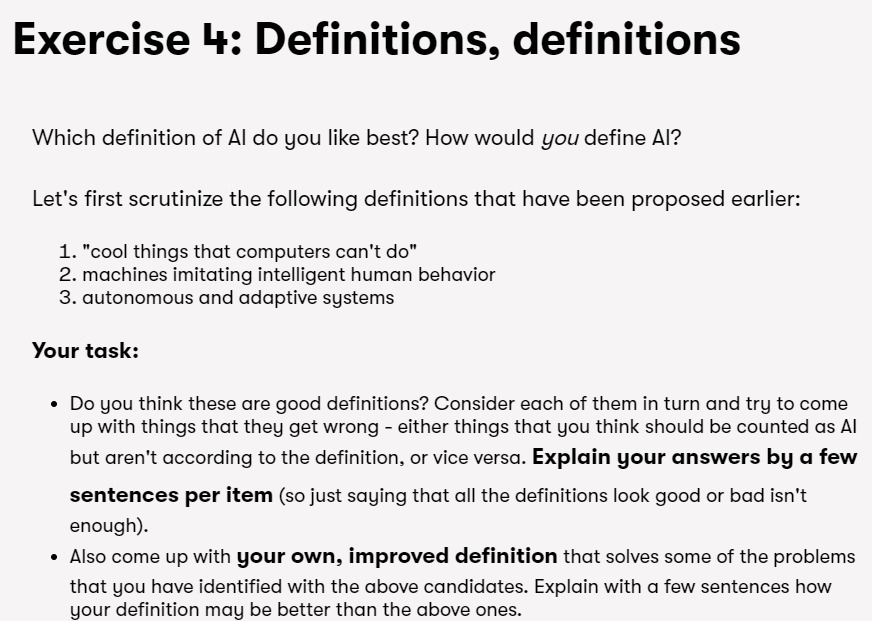 Exercise 4: Definitions, definitions
Which definition of AI do you like best? How would you define AI?
Let's first scrutinize the following definitions that have been proposed earlier:
1. "cool things that computers can't do"
2. machines imitating intelligent human behavior
3. autonomous and adaptive systems
Your task:
• Do you think these are good definitions? Consider each of them in turn and try to come
up with things that they get wrong - either things that you think should be counted as AI
but aren't according to the definition, or vice versa. Explain your answers by a few
sentences per item (so just saying that all the definitions look good or bad isn't
enough).
• Also come up with your own, improved definition that solves some of the problems
that you have identified with the above candidates. Explain with a few sentences how
your definition may be better than the above ones.